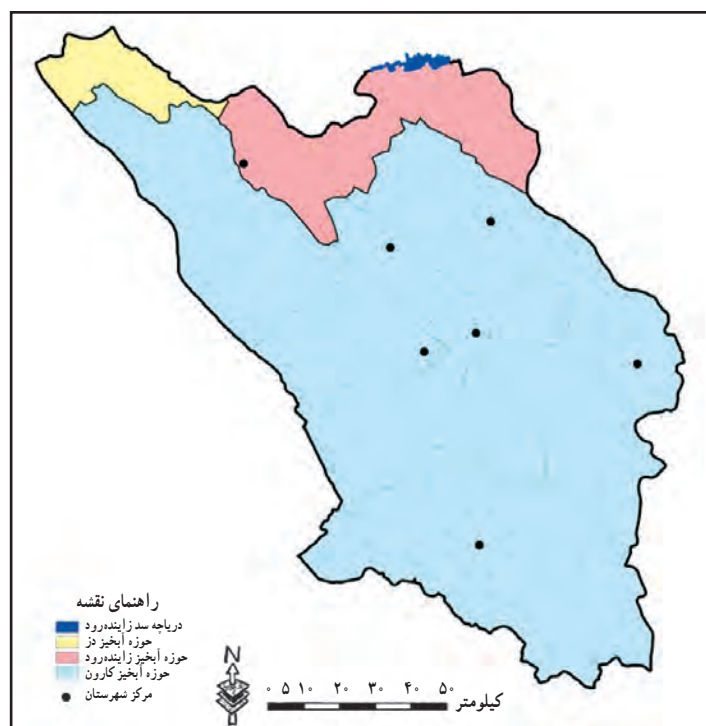 راهنمای نقشه
دریاچه سد زاینده‌رود
حوزه آبخیز دز
حوزه آبخیز زاینده‌رود
حوزه آبخیز کارون
مرکز شهرستان
N
۰ ۵ ۱۰ ۲۰ ۳۰ ۴۰ ۵۰
کیلومتر